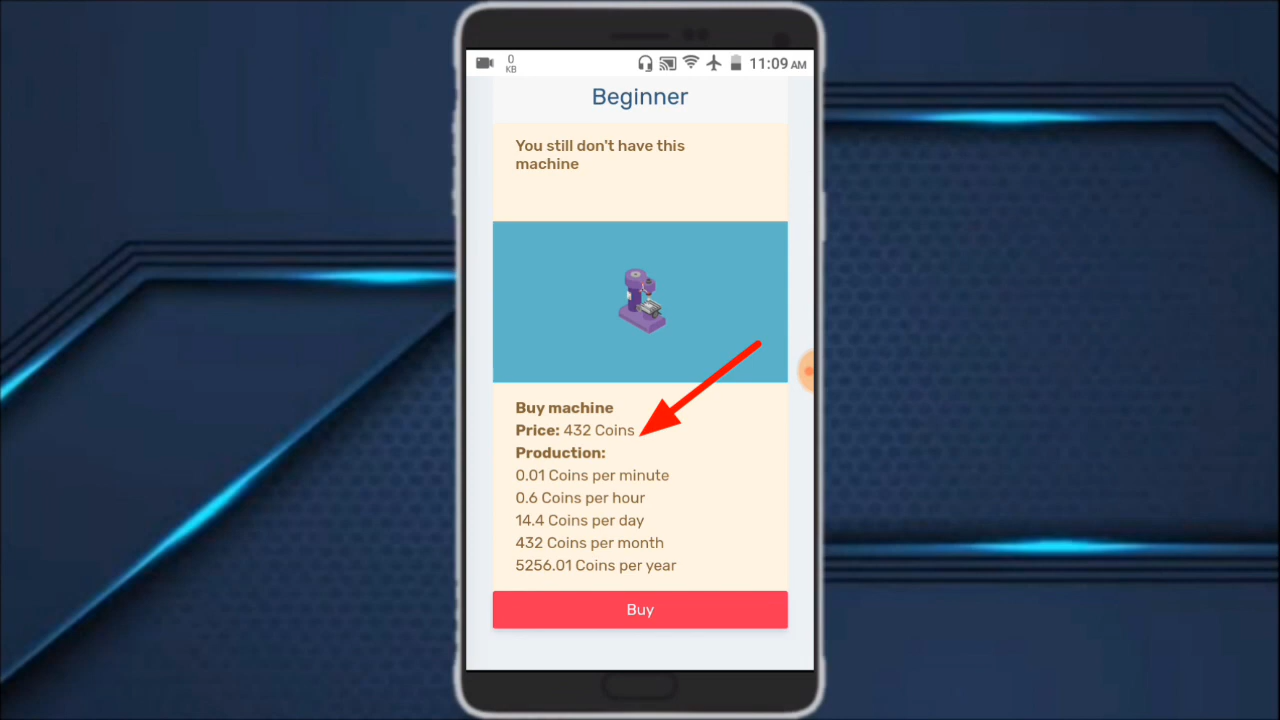 0
KB
11:09 AM
Beginner
You still don't have this
machine
Buy machine
Price: 432 Coins
Production:
0.01 Coins per minute
0.6 Coins per hour
14.4 Coins per day
432 Coins per month
5256.01 Coins per year
Buy